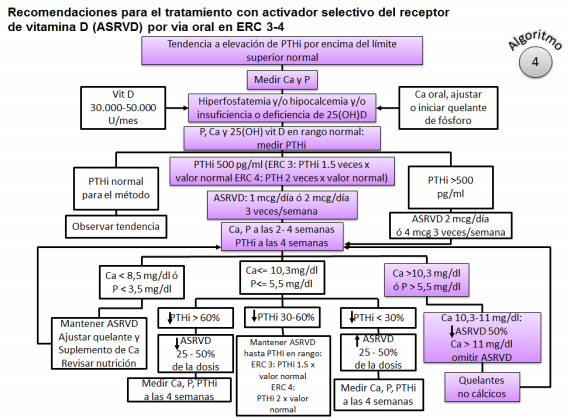 Recomendaciones para el tratamiento con activador selectivo del receptor
de vitamina D (ASRVD) por via oral en ERC 3-4
Algoritmo
4
Tendencia a elevación de PTHi por encima del límite
superior normal
Medir Ca y P
Vit D
30.000-50.000
U/mes
Hiperfosfatemia y/o hipocalcemia y/o
insuficiencia o deficiencia de 25(OH)D
Ca oral, ajustar
o iniciar quelante
de fósforo
P, Ca y 25(OH) vit D en rango normal:
medir PTHi
PTHi normal
para el método
PTHi 500 pg/ml (ERC 3: PTHi 1.5 veces x
valor normal ERC 4: PTH 2 veces x valor normal)
PTHi >500
pg/ml
Observar tendencia
ASRVD: 1 mcg/día ó 2 mcg/día
3 veces/semana
ASRVD 2 mcg/día
ó 4 mcg 3 veces/semana
Ca, P a las 2- 4 semanas
PTHi a las 4 semanas
Ca < 8,5 mg/dl ó
P < 3,5 mg/dl
Ca<= 10,3mg/dl
P<= 5,5 mg/dl
Ca >10,3 mg/dl
ó P > 5,5 mg/dl
Mantener ASRVD
Ajustar quelante y
Suplemento de Ca
Revisar nutrición
↓PTHi > 60%
↓PTHi 30-60%
↓PTHi < 30%
Ca 10,3-11 mg/dl:
↓ASRVD 50%
Ca > 11 mg/dl
omitir ASRVD
↓ASRVD
25 - 50%
de la dosis
Mantener ASRVD
hasta PTHi en rango:
ERC 3: PTHI 1.5 x
valor normal
ERC 4:
PTHi 2 x valor
normal
↑ASRVD
25 - 50%
de la dosis
Medir Ca, P, PTHi
a las 4 semanas
Medir Ca, P, PTHi
a las 4 semanas
Quelantes
no cálcicos